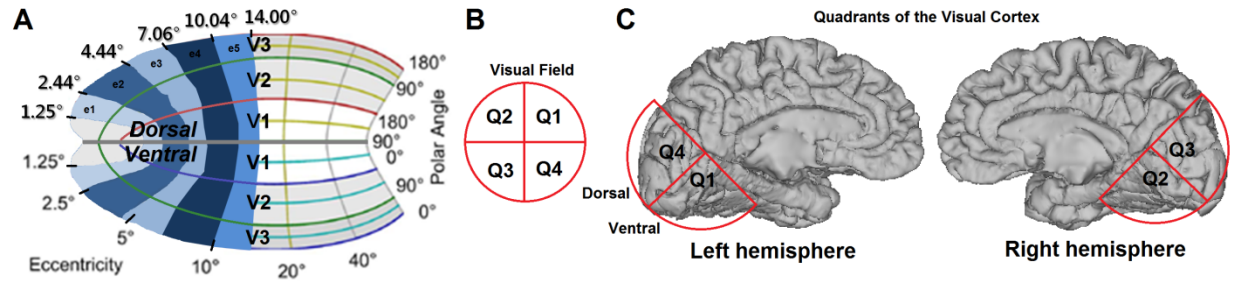 A
14.00°
10.04°
7.06°
4.44°
2.44°
1.25°
e1
e2
e3
e4
e5
V3
V2
V1
Dorsal
Ventral
V1
V2
V3
180°
90°
180°
90°
0°
90°
0°
Polar Angle
1.25°
2.5°
5°
10°
20°
40°
Eccentricity
B
Visual Field
Q2 Q1
Q3 Q4
C
Quadrants of the Visual Cortex
Q4
Q1
Dorsal
Ventral
Left hemisphere
Q3
Q2
Right hemisphere